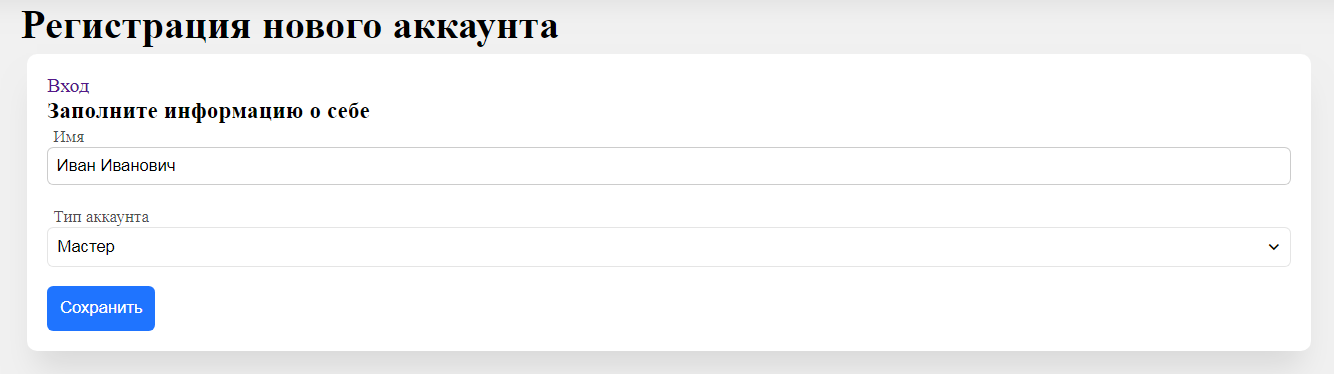 Регистрация нового аккаунта
Вход
Заполните информацию о себе
Имя
Иван Иванович
Тип аккаунта
Мастер
Сохранить